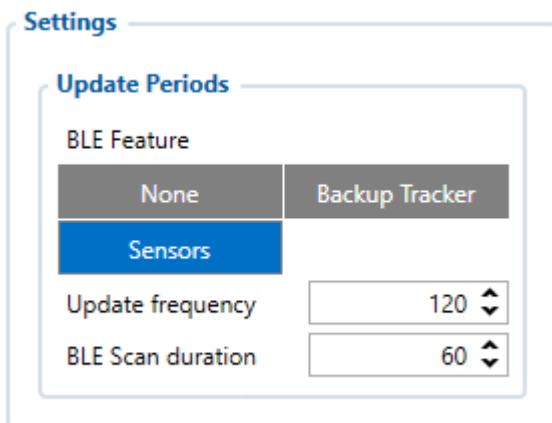 Settings
Update Periods
BLE Feature
None Backup Tracker
Sensors
Update frequency 120
BLE Scan duration 60